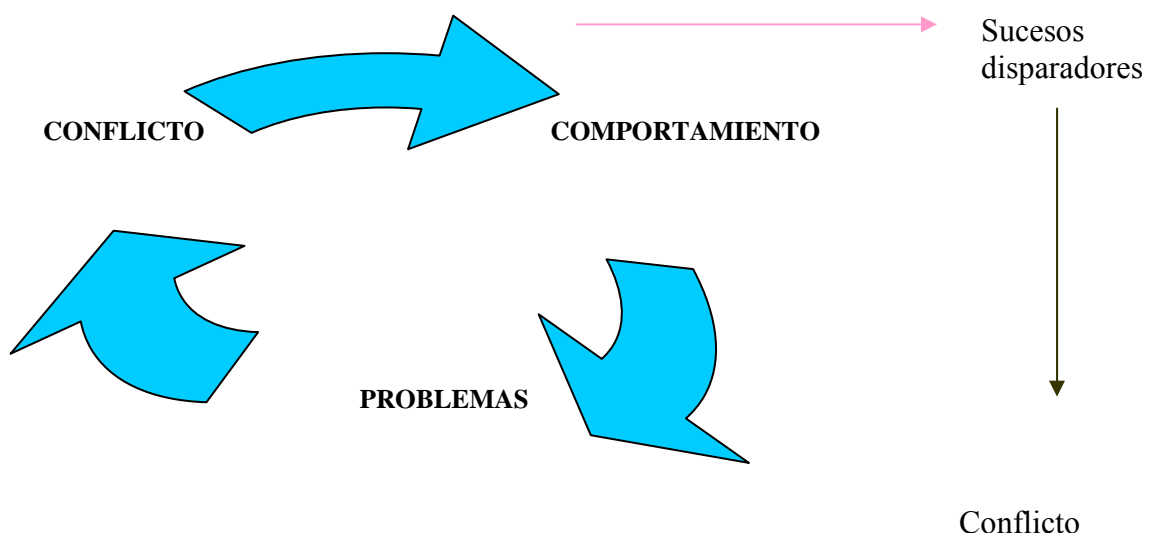 Sucesos
disparadores
CONFLICTO
COMPORTAMIENTO
PROBLEMAS
Conflicto